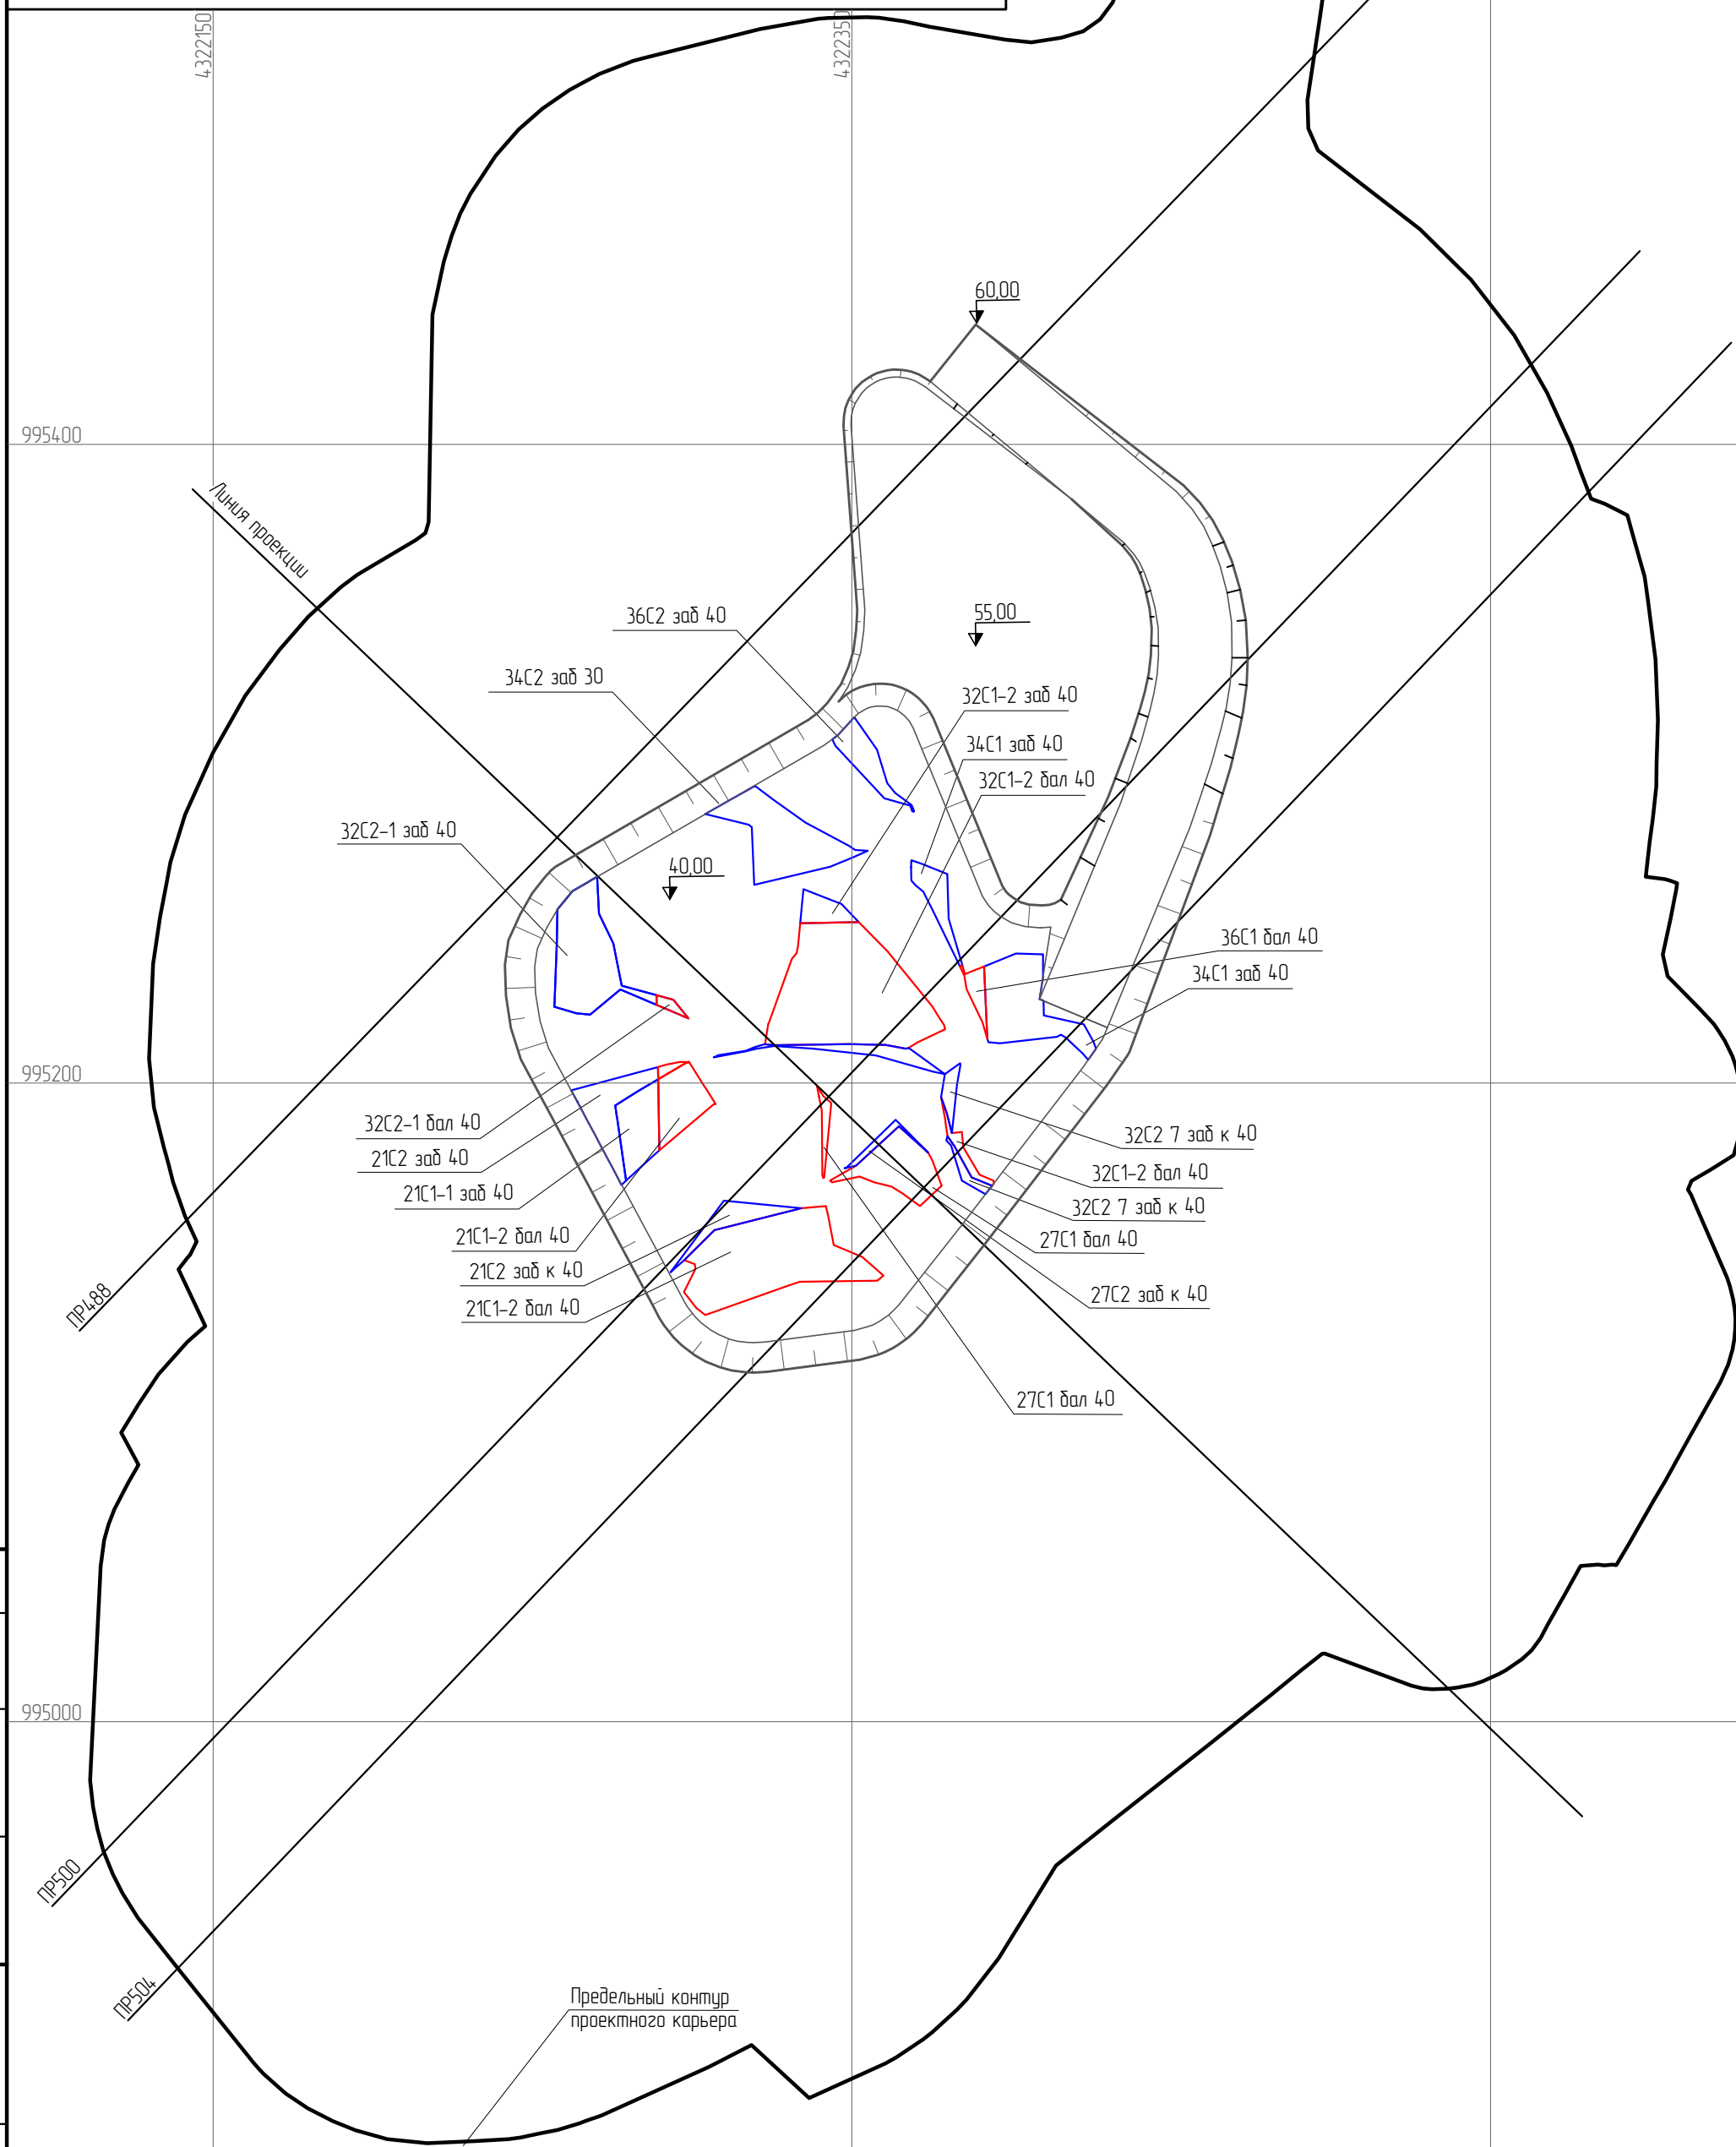 432150
432350
60,00
995400
Линия проекции
36С2 заб 40
55,00
34С2 заб 30
32С1-2 заб 40
34С1 заб 40
32С1-2 бал 40
32С2-1 заб 40
40,00
36С1 бал 40
34С1 заб 40
995200
32С2-1 бал 40
32С2 7 заб к 40
21С2 заб 40
32С1-2 бал 40
21С1-1 заб 40
32С2 7 заб к 40
21С1-2 бал 40
27С1 бал 40
21С2 заб к 40
27С2 заб к 40
21С1-2 бал 40
ПР488
27С1 бал 40
995000
ПР500
ПР504
Предельный контур
проектного карьера